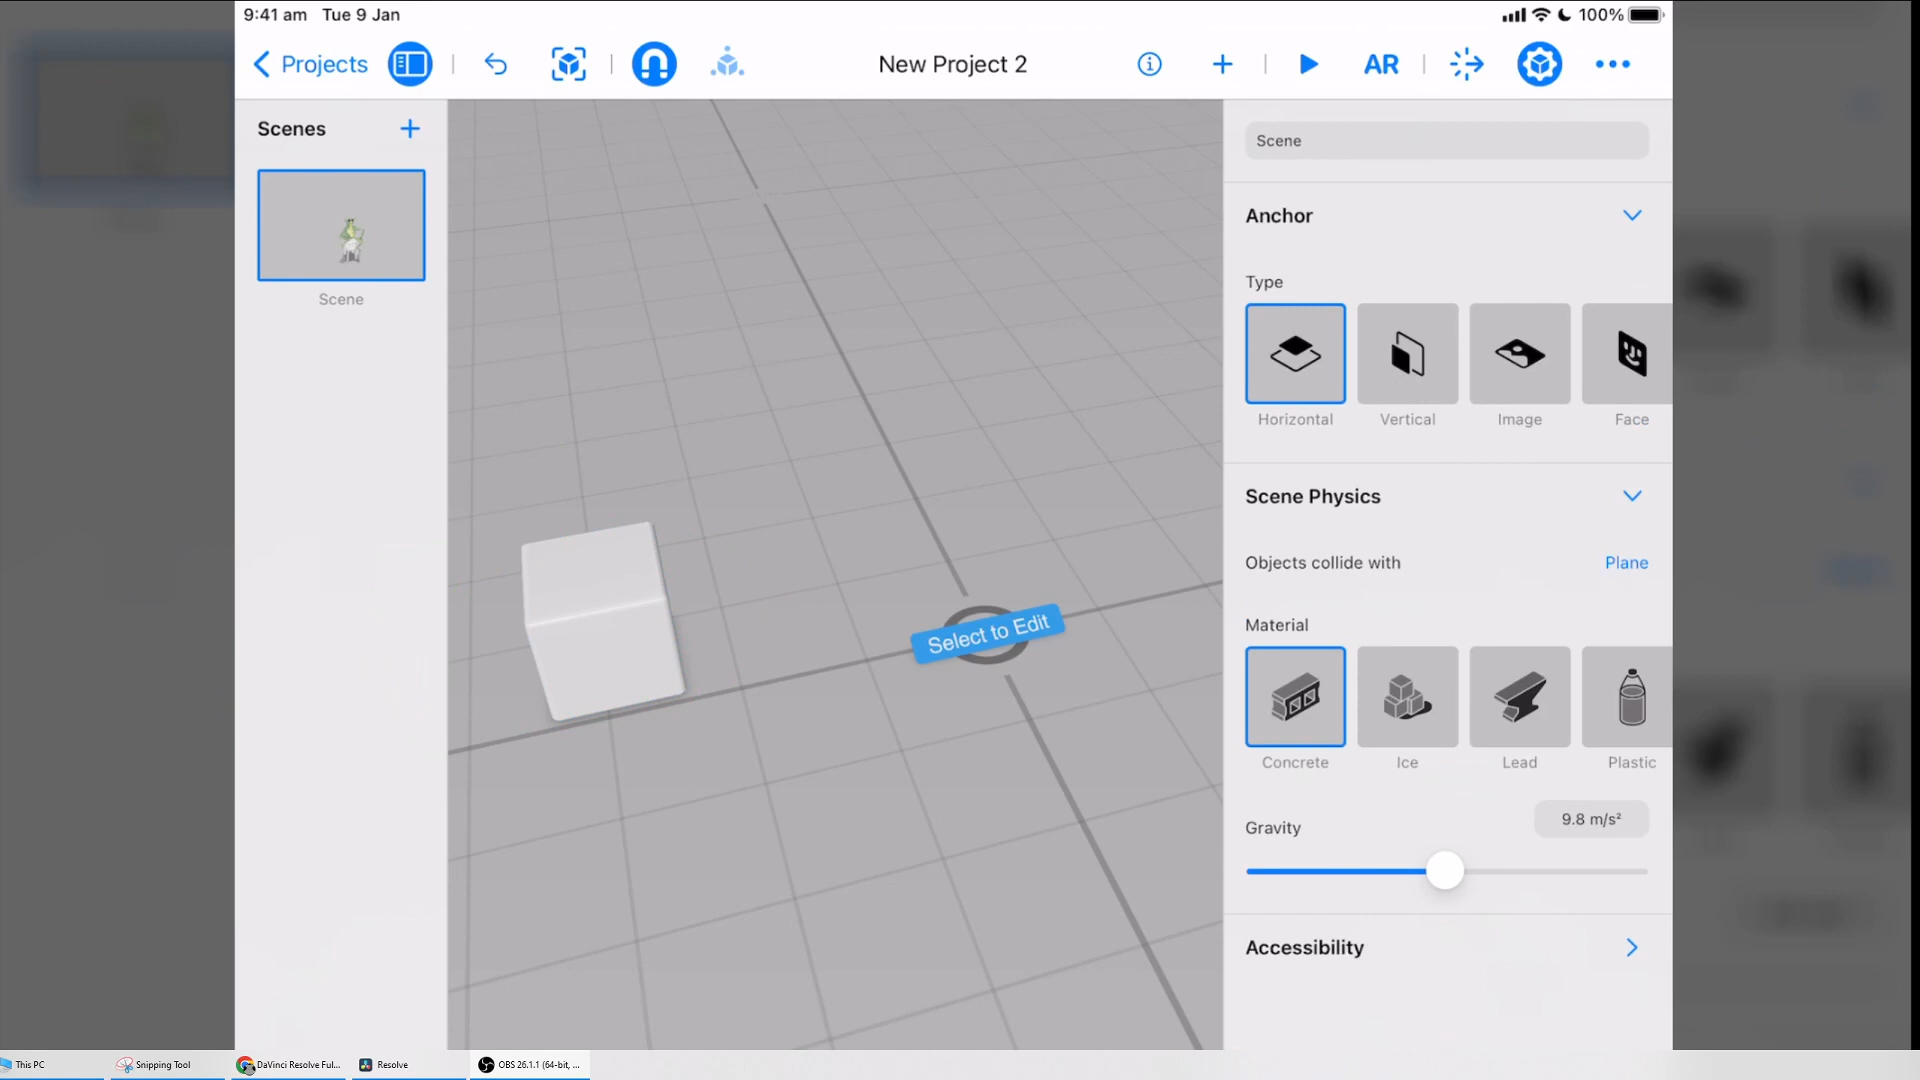 9:41 am Tue 9 Jan
100%
Projects
New Project 2
AR
Scenes
Scene
Select to Edit
Scene
Anchor
Type
Horizontal
Vertical
Image
Face
Scene Physics
Objects collide with
Plane
Material
Concrete
Ice
Lead
Plastic
Gravity
9.8 m/s²
Accessibility
This PC
Snipping Tool
DaVinci Resolve Ful...
Resolve
OBS 26.1.1 (64-bit, ...